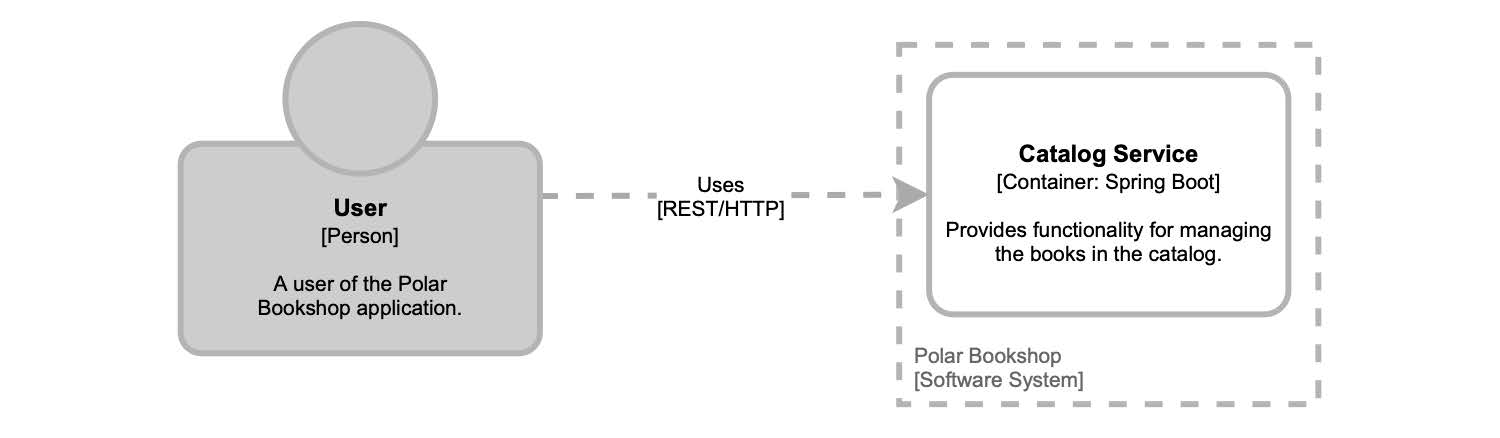 User
[Person]
A user of the Polar
Bookshop application.
Uses
[REST/HTTP]
Catalog Service
[Container: Spring Boot]
Provides functionality for managing
the books in the catalog.
Polar Bookshop
[Software System]